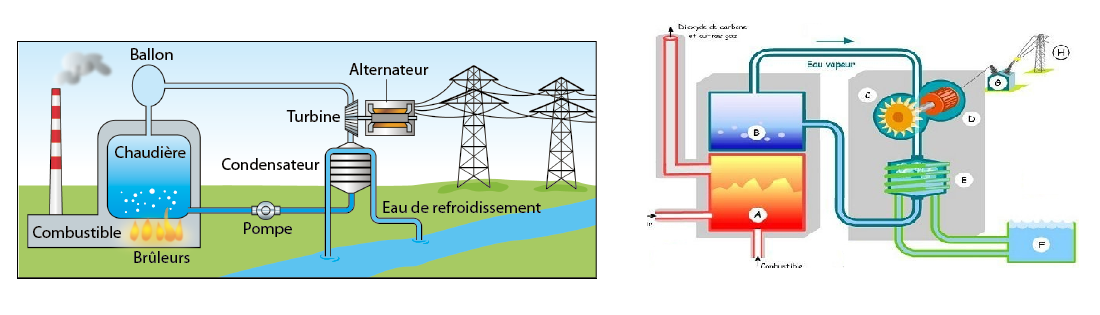 Ballon
Alternateur
Turbine
Chaudière
Condensateur
Eau de refroidissement
Combustible
Pompe
Brûleurs
Dioxyde de carbone
et autres gaz
Eau vapeur
H
G
C
D
B
E
A
F
Combustible